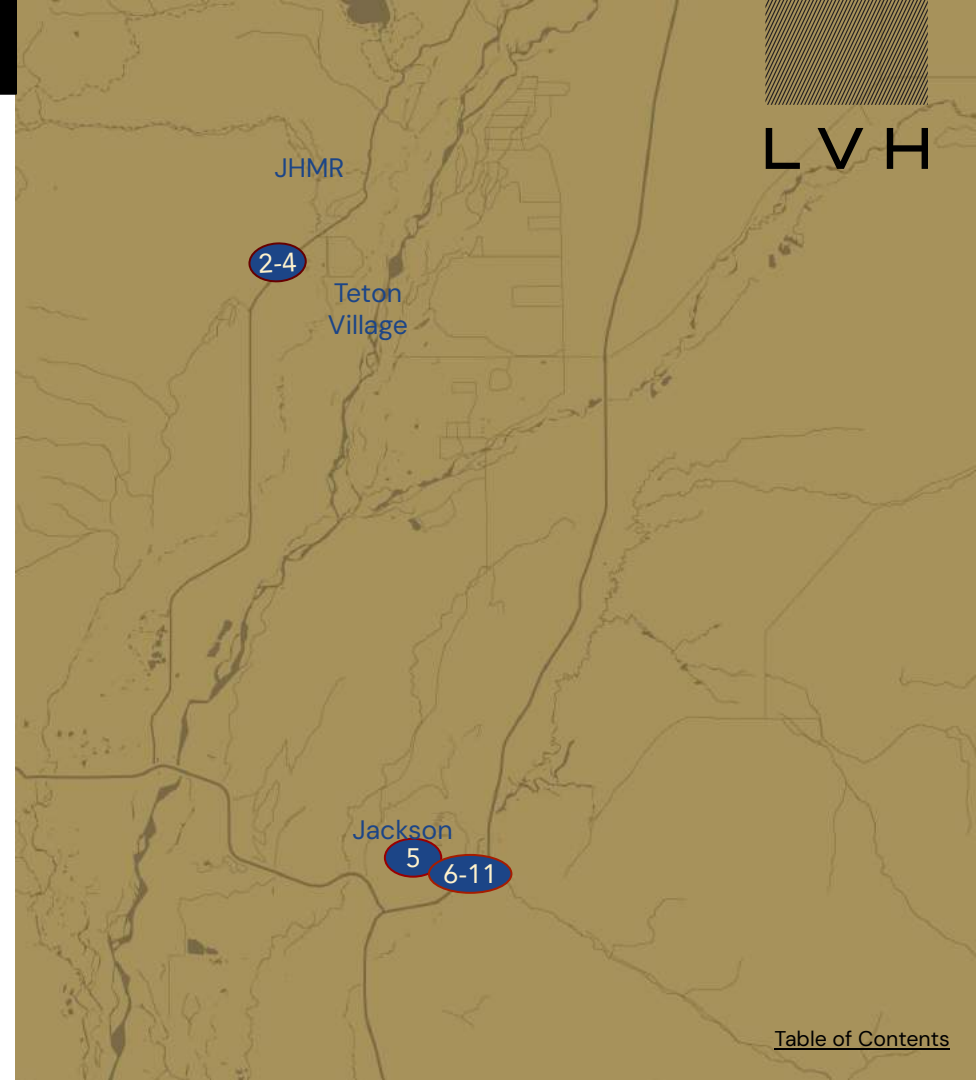 LVH
JHMR
2-4
Teton
Village
Jackson
5
6-11
Table of Contents